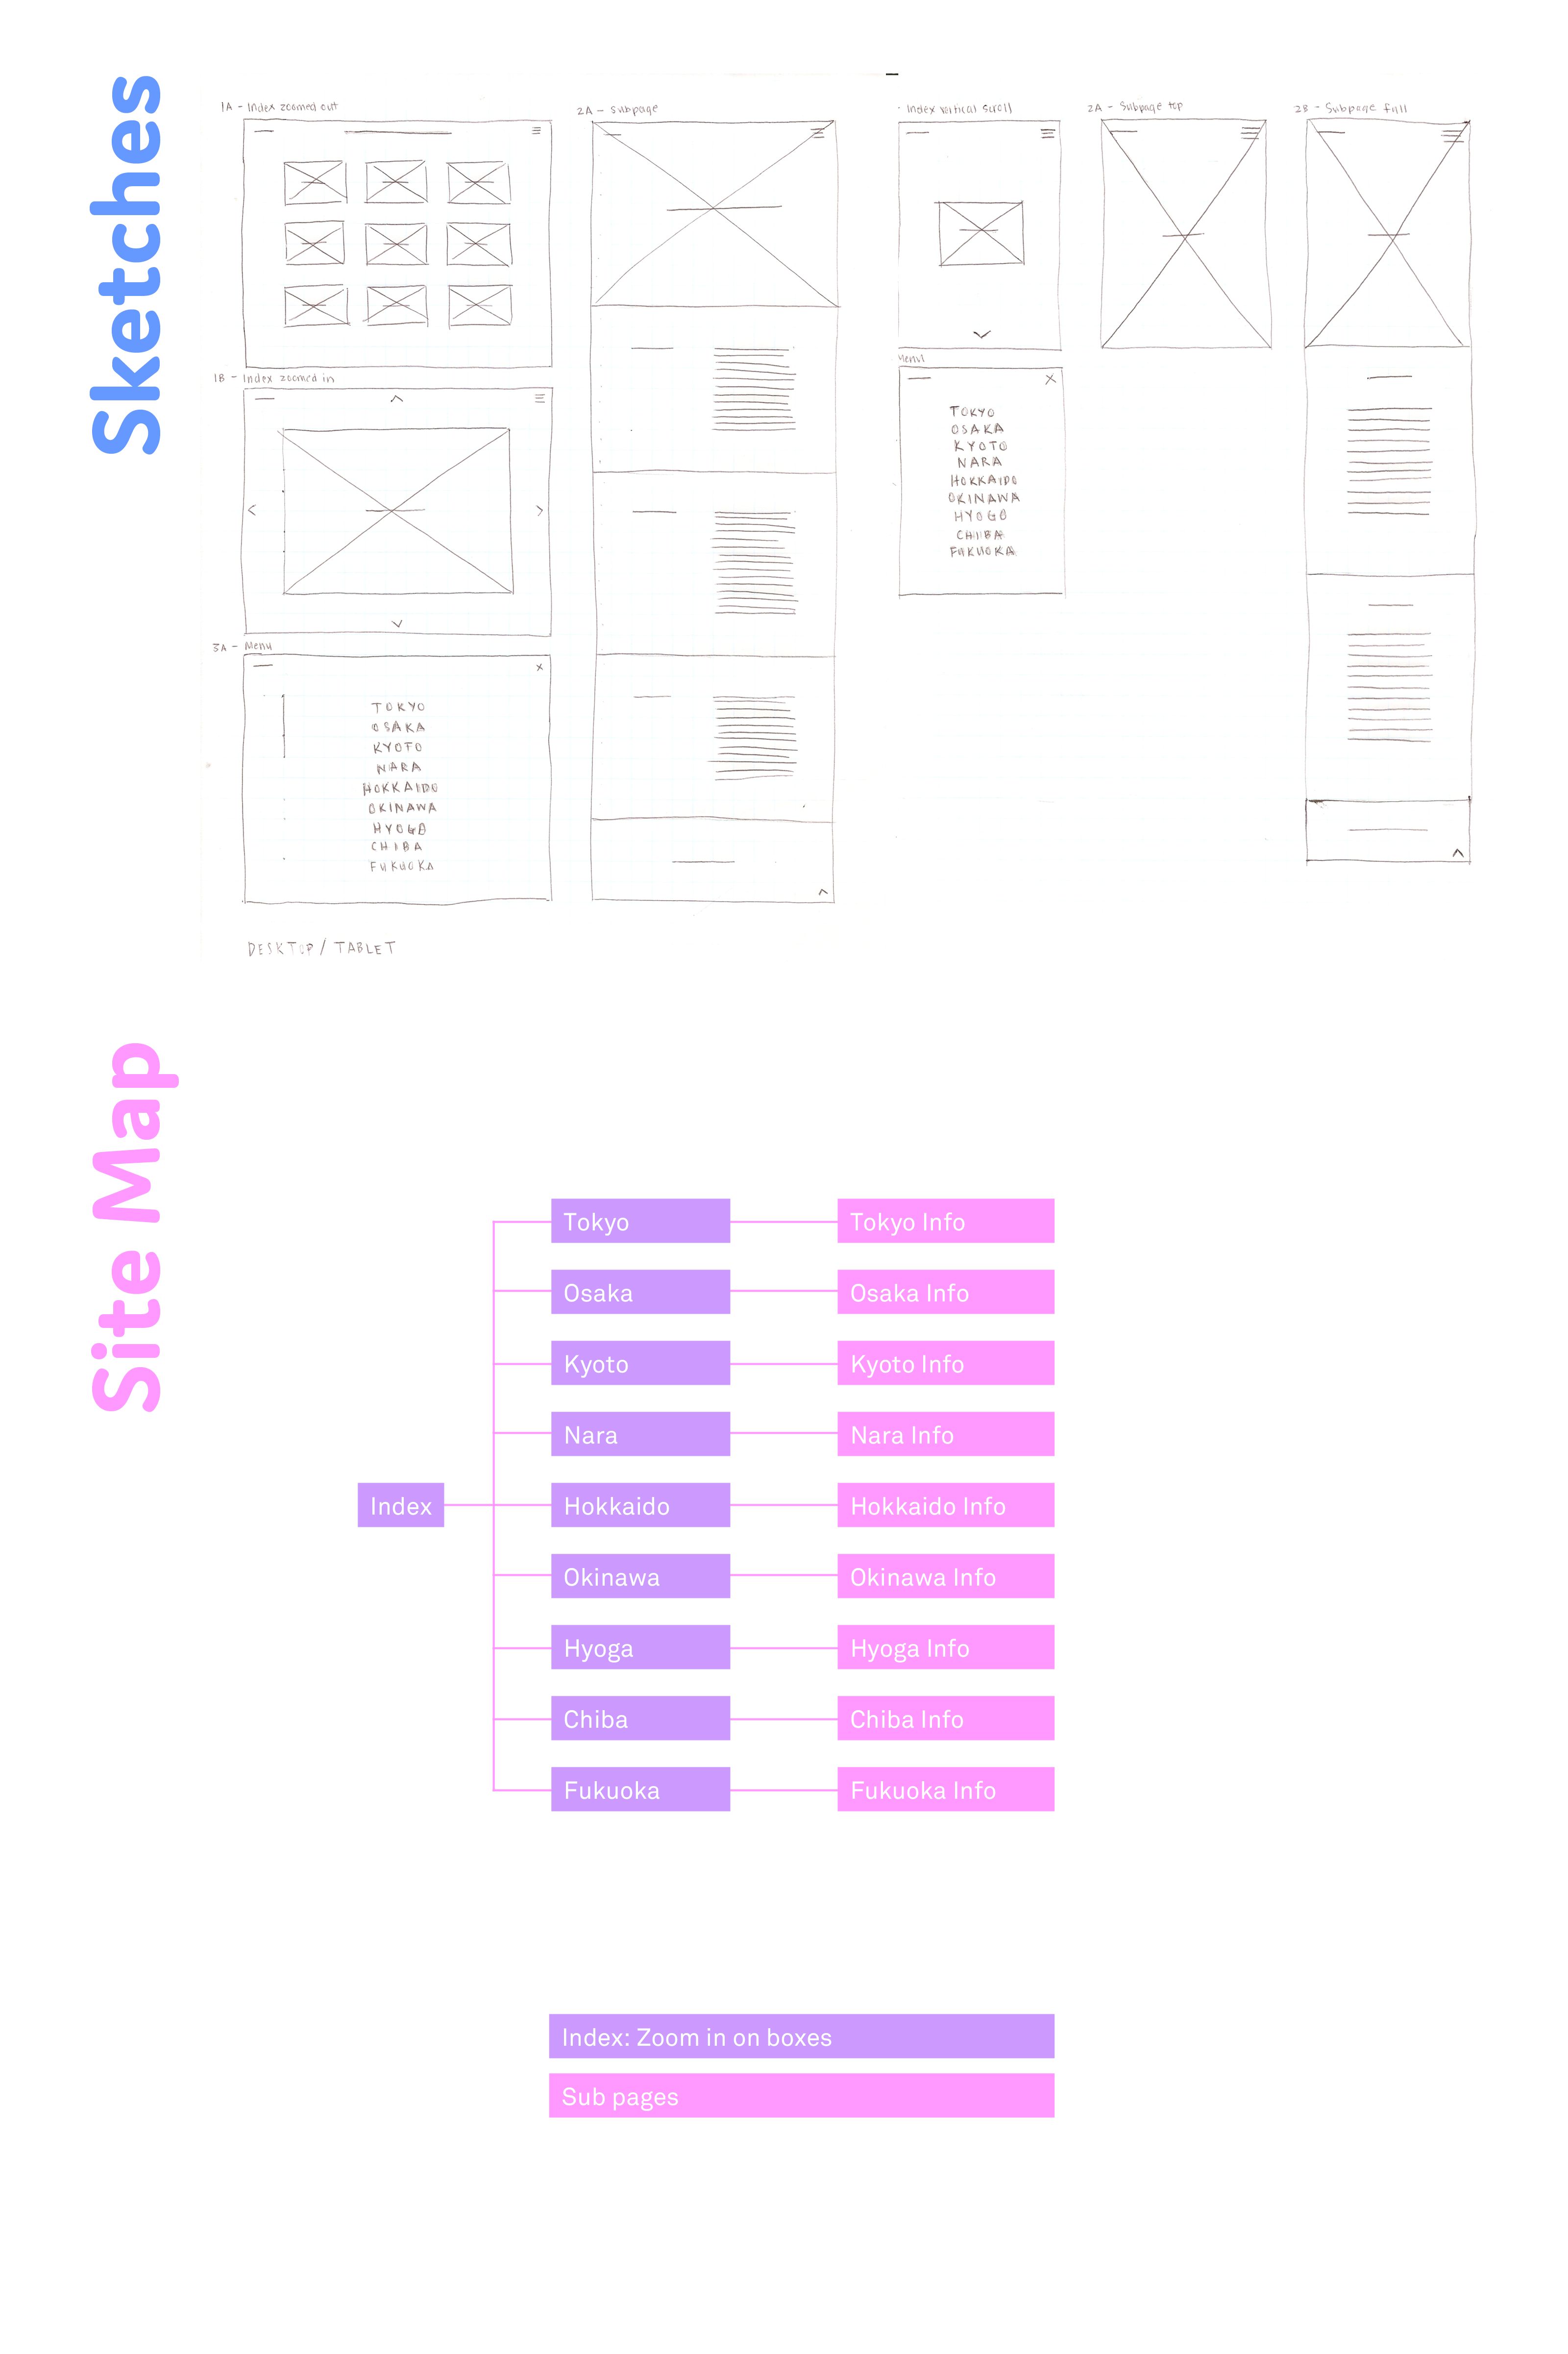 Sketches
1A - Index zoomed out
1B - Index zoomed in
3A - Menu
TOKYO
OSAKA
KYOTO
NARA
HOKKAIDO
OKINAWA
HYOGO
CHIBA
FUKUOKA
DESKTOP / TABLET
2A - Subpage
Index vertical scroll
Menu
TOKYO
OSAKA
KYOTO
NARA
HOKKAIDO
OKINAWA
HYOGO
CHIBA
FUKUOKA
2A - Subpage top
2B - Subpage full
Site Map
Index
Tokyo
Tokyo Info
Osaka
Osaka Info
Kyoto
Kyoto Info
Nara
Nara Info
Hokkaido
Hokkaido Info
Okinawa
Okinawa Info
Hyoga
Hyoga Info
Chiba
Chiba Info
Fukuoka
Fukuoka Info
Index: Zoom in on boxes
Sub pages